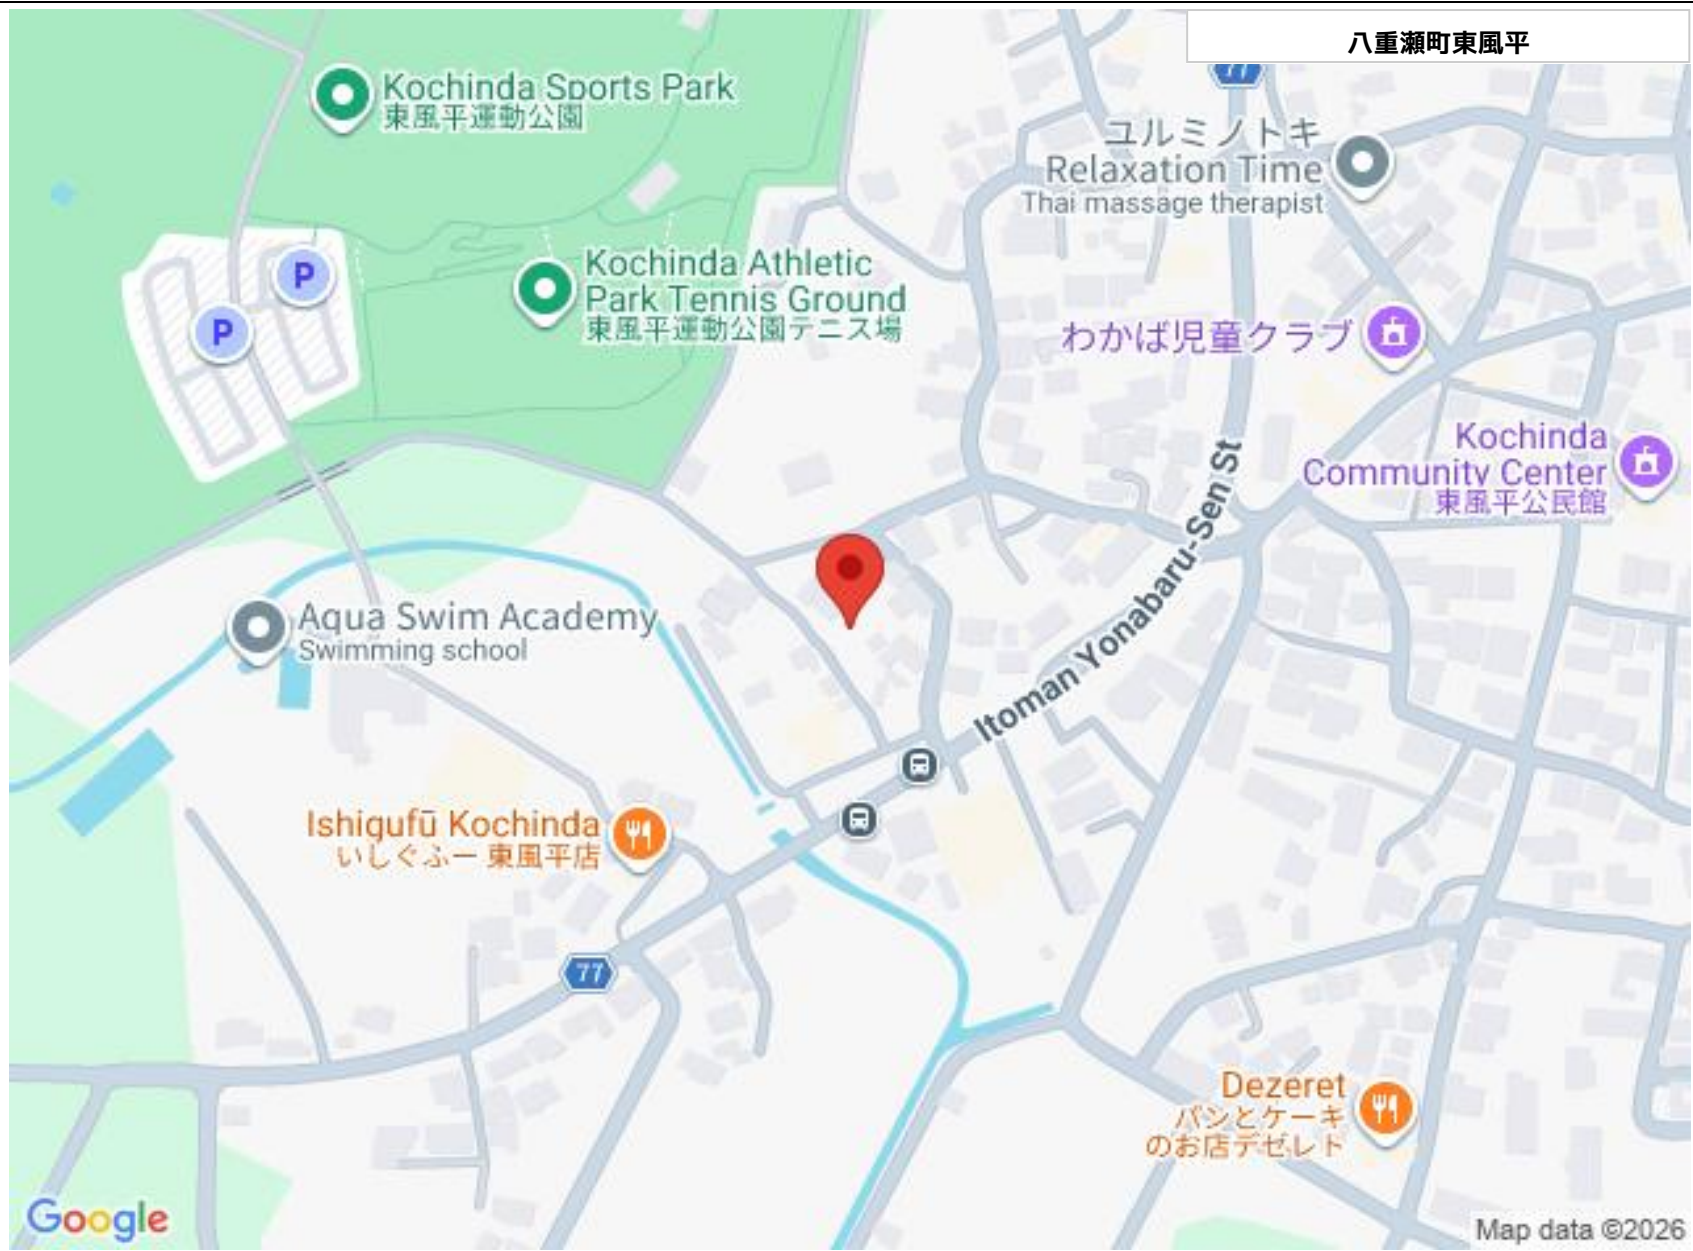 八重瀬町東風平
77
Kochinda Sports Park
東風平運動公園
ユルミノトキ
Relaxation Time
Thai massage therapist
P
P
Kochinda Athletic
Park Tennis Ground
東風平運動公園テニス場
わかば児童クラブ
Kochinda
Community Center
東風平公民館
Itoman Yonabaru-Sen St
Aqua Swim Academy
Swimming school
Ishigufū Kochinda
いしぐふー 東風平店
77
Dezeret
パンとケーキ
のお店デゼレド
Google
Map data ©2026